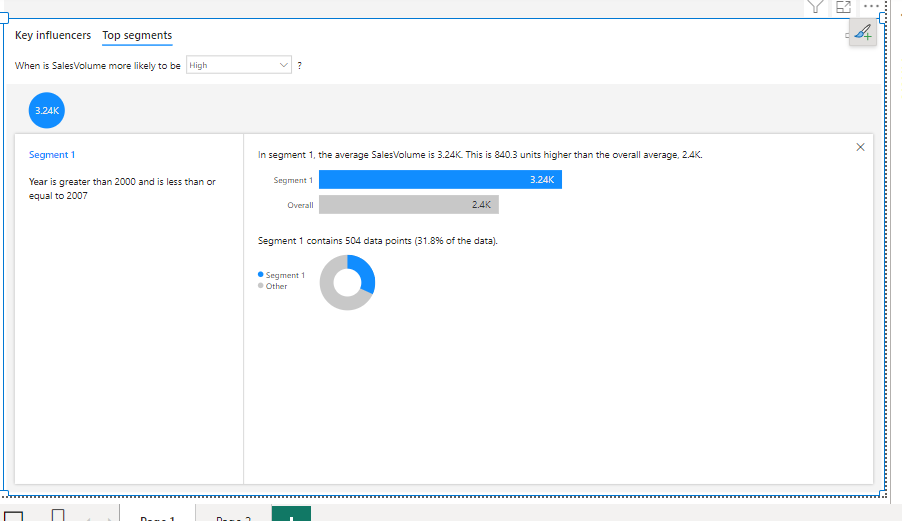 Key influencers Top segments
When is SalesVolume more likely to be High ?
3.24K
Segment 1
Year is greater than 2000 and is less than or
equal to 2007
In segment 1, the average SalesVolume is 3.24K. This is 840.3 units higher than the overall average, 2.4K.
Segment 1 3.24K
Overall 2.4K
Segment 1 contains 504 data points (31.8% of the data).
Segment 1
Other
Page 1 Page 2